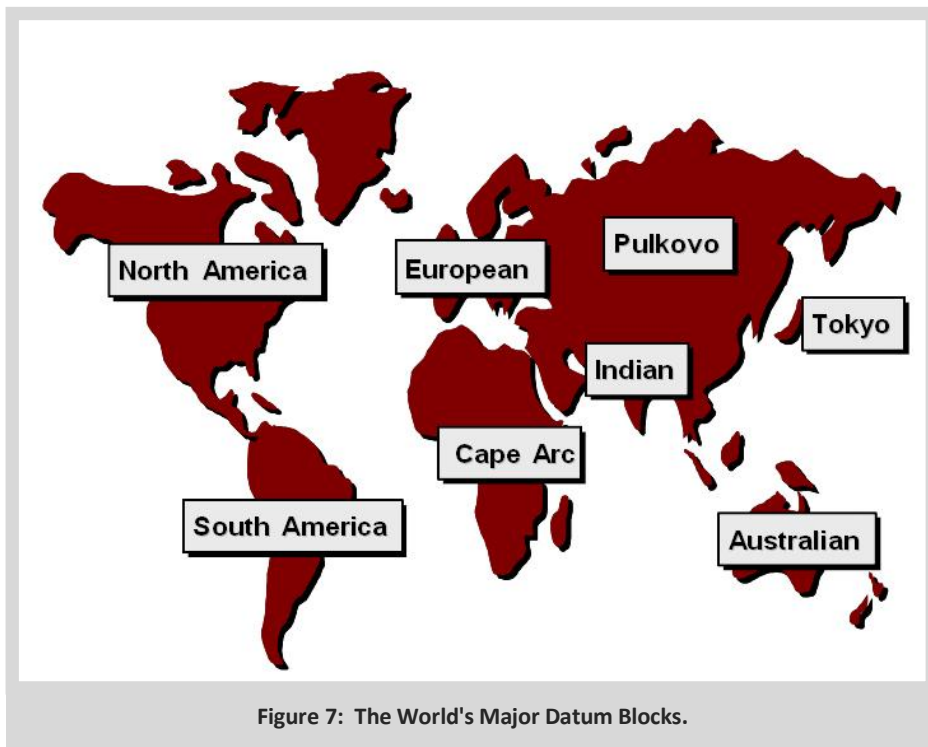 North America
European
Pulkovo
Tokyo
Indian
Cape Arc
South America
Australian
Figure 7: The World's Major Datum Blocks.